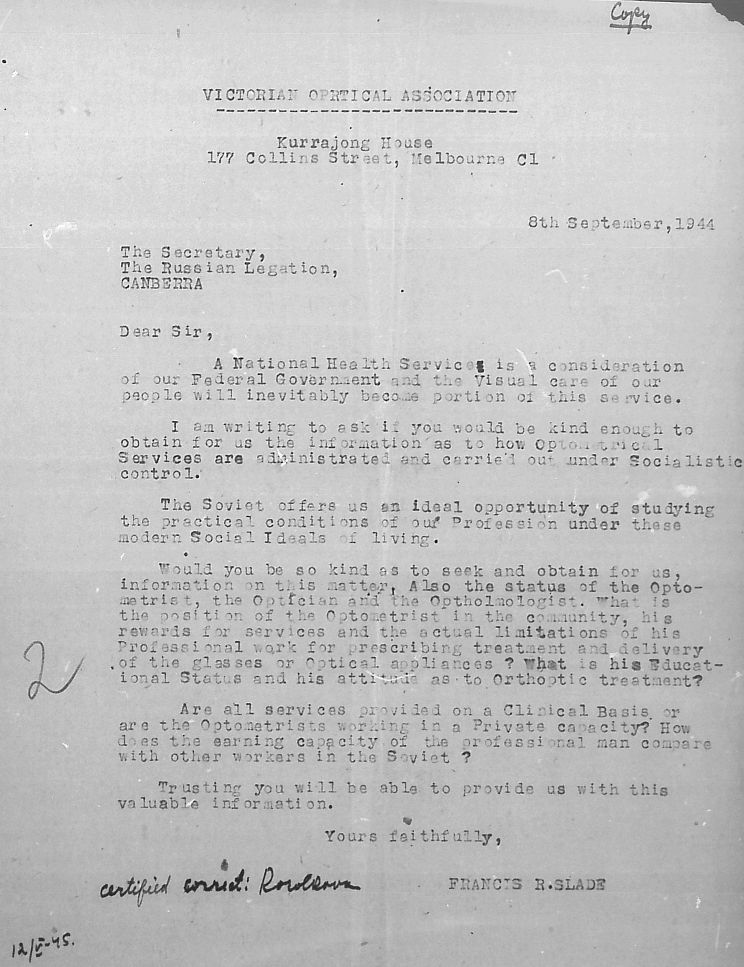 Copy
VICTORIAN OPRTICAL ASSOCIATION
Kurrajong House
177 Collins Street, Melbourne C1
8th September, 1944
The Secretary,
The Russian Legation,
CANBERRA
Dear Sir,
A National Health Service is a consideration
of our Federal Government and the Visual care of our
people will inevitably become portion of this service.
I am writing to ask if you would be kind enough to
obtain for us the information as to how Optometrical
Services are administrated and carried out under Socialistic
control.
The Soviet offers us an ideal opportunity of studying
the practical conditions of our Profession under these
modern Social Ideals of living.
Would you be so kind as to seek and obtain for us,
information on this matter, Also the status of the Opto-
metrist, the Optician and the Optholmologist. What is
the position of the Optometrist in the community, his
rewards for services and the actual limitations of his
Professional work for prescribing treatment and delivery
of the glasses or Optical appliances ? What is his Educat-
ional Status and his attitude as to Orthoptic treatment?
2
Are all services provided on a Clinical Basis or
are the Optometrists working in a Private capacity? How
does the earning capacity of the professional man compare
with other workers in the Soviet ?
Trusting you will be able to provide us with this
valuable information.
Yours faithfully,
certified correct:
FRANCIS R.SLADE
12/V-45.